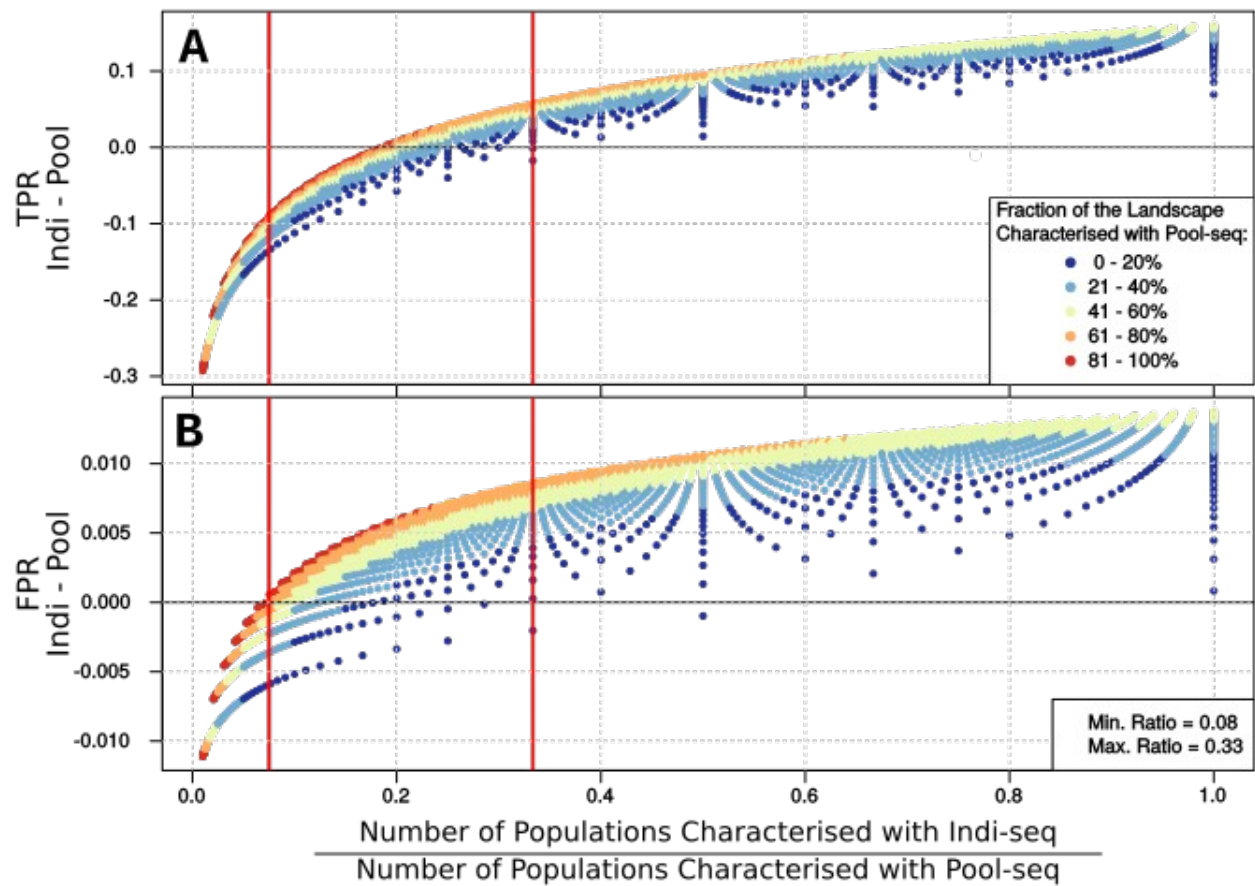 A
TPR
Indi - Pool
0.1
0.0
-0.1
-0.2
-0.3
Fraction of the Landscape
Characterised with Pool-seq:
0 - 20%
21 - 40%
41 - 60%
61 - 80%
81 - 100%
B
FPR
Indi - Pool
0.010
0.005
0.000
-0.005
-0.010
Min. Ratio = 0.08
Max. Ratio = 0.33
0.0 0.2 0.4 0.6 0.8 1.0
Number of Populations Characterised with Indi-seq
Number of Populations Characterised with Pool-seq